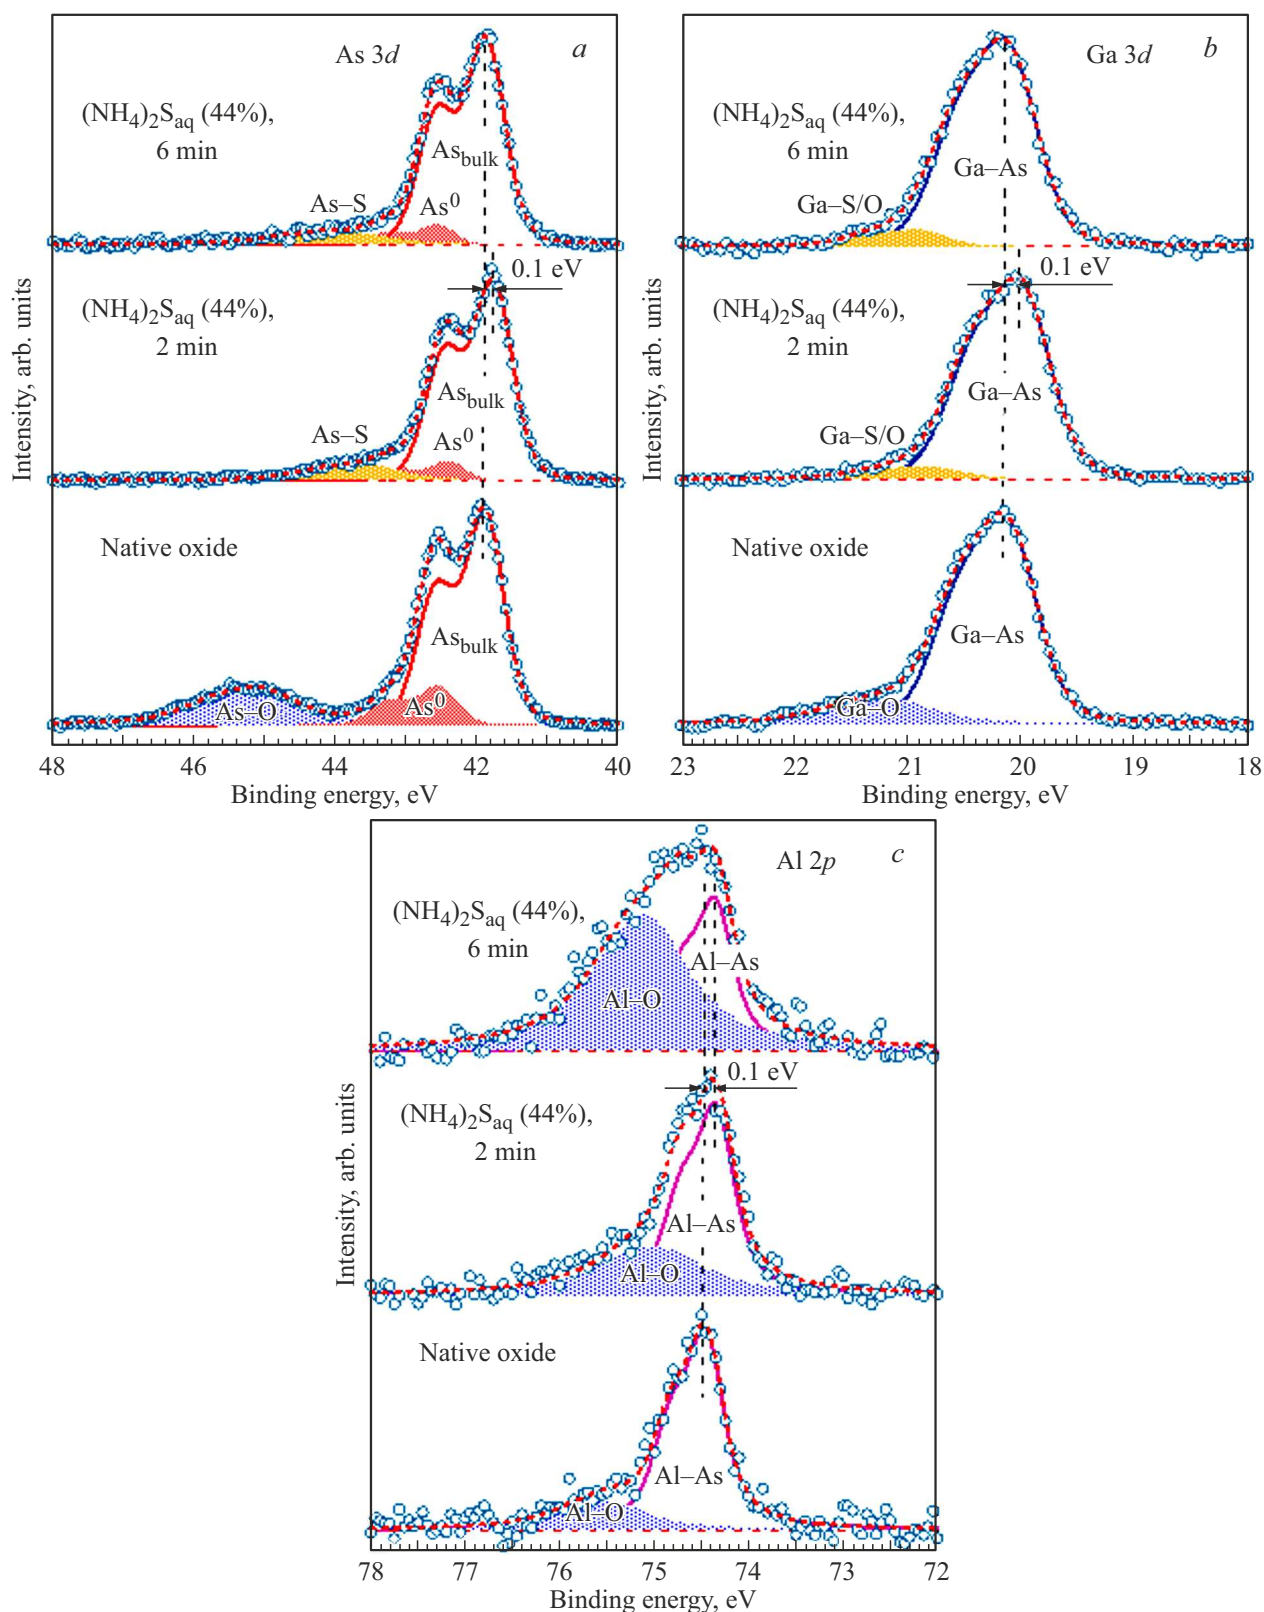 As 3d
a
(NH4)2Saq (44%),
6 min
Asbulk
As–S
As0
0.1 eV
(NH4)2Saq (44%),
2 min
Asbulk
As–S
As0
Native oxide
Asbulk
As–O
As0
48
46
44
42
40
Binding energy, eV
Intensity, arb. units
Ga 3d
b
(NH4)2Saq (44%),
6 min
Ga–As
Ga–S/O
0.1 eV
(NH4)2Saq (44%),
2 min
Ga–As
Ga–S/O
Native oxide
Ga–As
Ga–O
23
22
21
20
19
18
Binding energy, eV
Intensity, arb. units
Al 2p
c
(NH4)2Saq (44%),
6 min
Al–As
Al–O
0.1 eV
(NH4)2Saq (44%),
2 min
Al–As
Al–O
Native oxide
Al–As
Al–O
78
77
76
75
74
73
72
Binding energy, eV
Intensity, arb. units